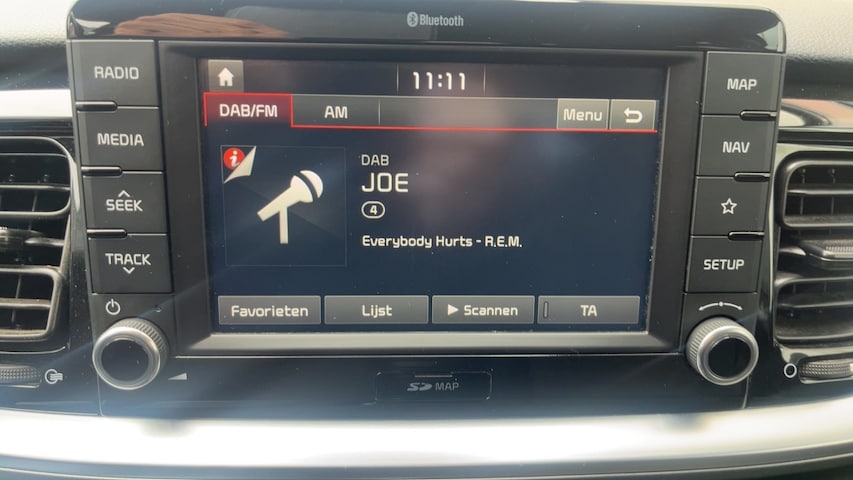 Bluetooth
RADIO
MEDIA
SEEK
TRACK
11:11
DAB/FM AM Menu
i
DAB
JOE
4
Everybody Hurts - R.E.M.
Favorieten Lijst Scannen TA
MAP
NAV
SETUP
SD MAP